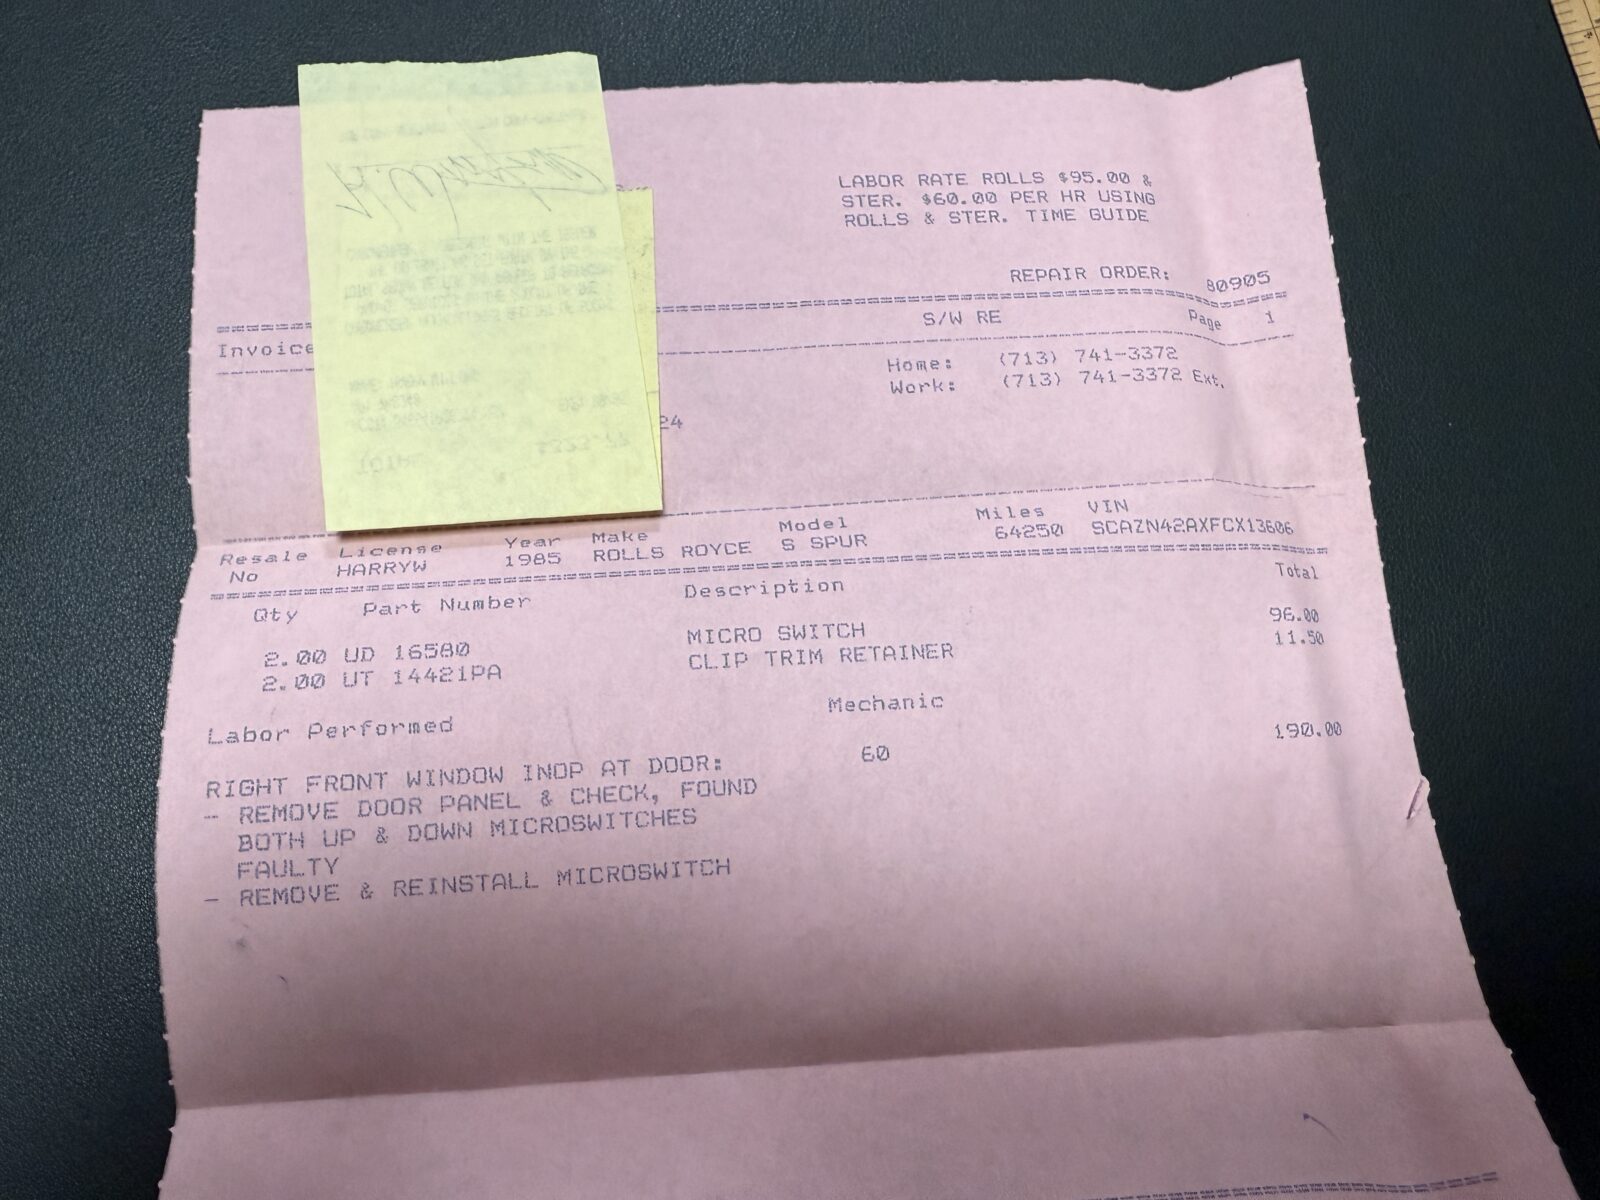 LABOR RATE ROLLS $95.00 &
STER. $60.00 PER HR USING
ROLLS & STER. TIME GUIDE
REPAIR ORDER: 80905
Invoice S/W RE Page 1
Home: (713) 741-3372
Work: (713) 741-3372 Ext.
24
Resale License Year Make Model Miles VIN
No HARRYW 1985 ROLLS ROYCE S SPUR 64250 SCAZN42AXFCX13606
Qty Part Number Description Total
2.00 UD 16580 MICRO SWITCH 96.00
2.00 UT 14421PA CLIP TRIM RETAINER 11.50
Labor Performed Mechanic
RIGHT FRONT WINDOW INOP AT DOOR: 60 190.00
- REMOVE DOOR PANEL & CHECK, FOUND
BOTH UP & DOWN MICROSWITCHES
FAULTY
- REMOVE & REINSTALL MICROSWITCH